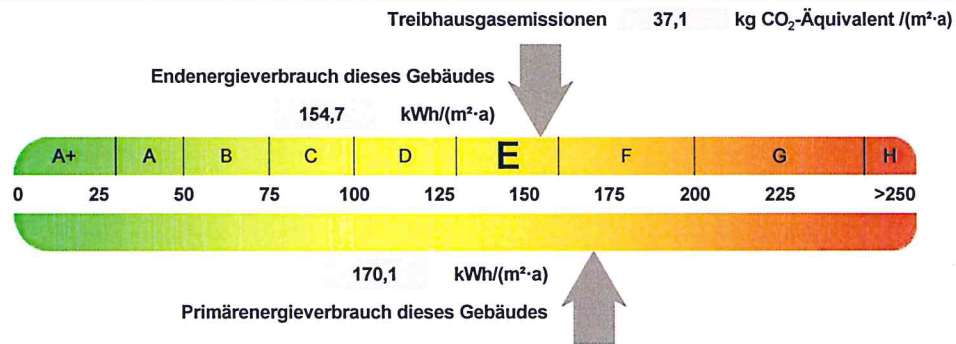 Treibhausgasemissionen 37,1 kg CO₂-Äquivalent /(m²·a)
Endenergieverbrauch dieses Gebäudes
154,7 kWh/(m²·a)
A+ A B C D E F G H
0 25 50 75 100 125 150 175 200 225 >250
170,1 kWh/(m²·a)
Primärenergieverbrauch dieses Gebäudes